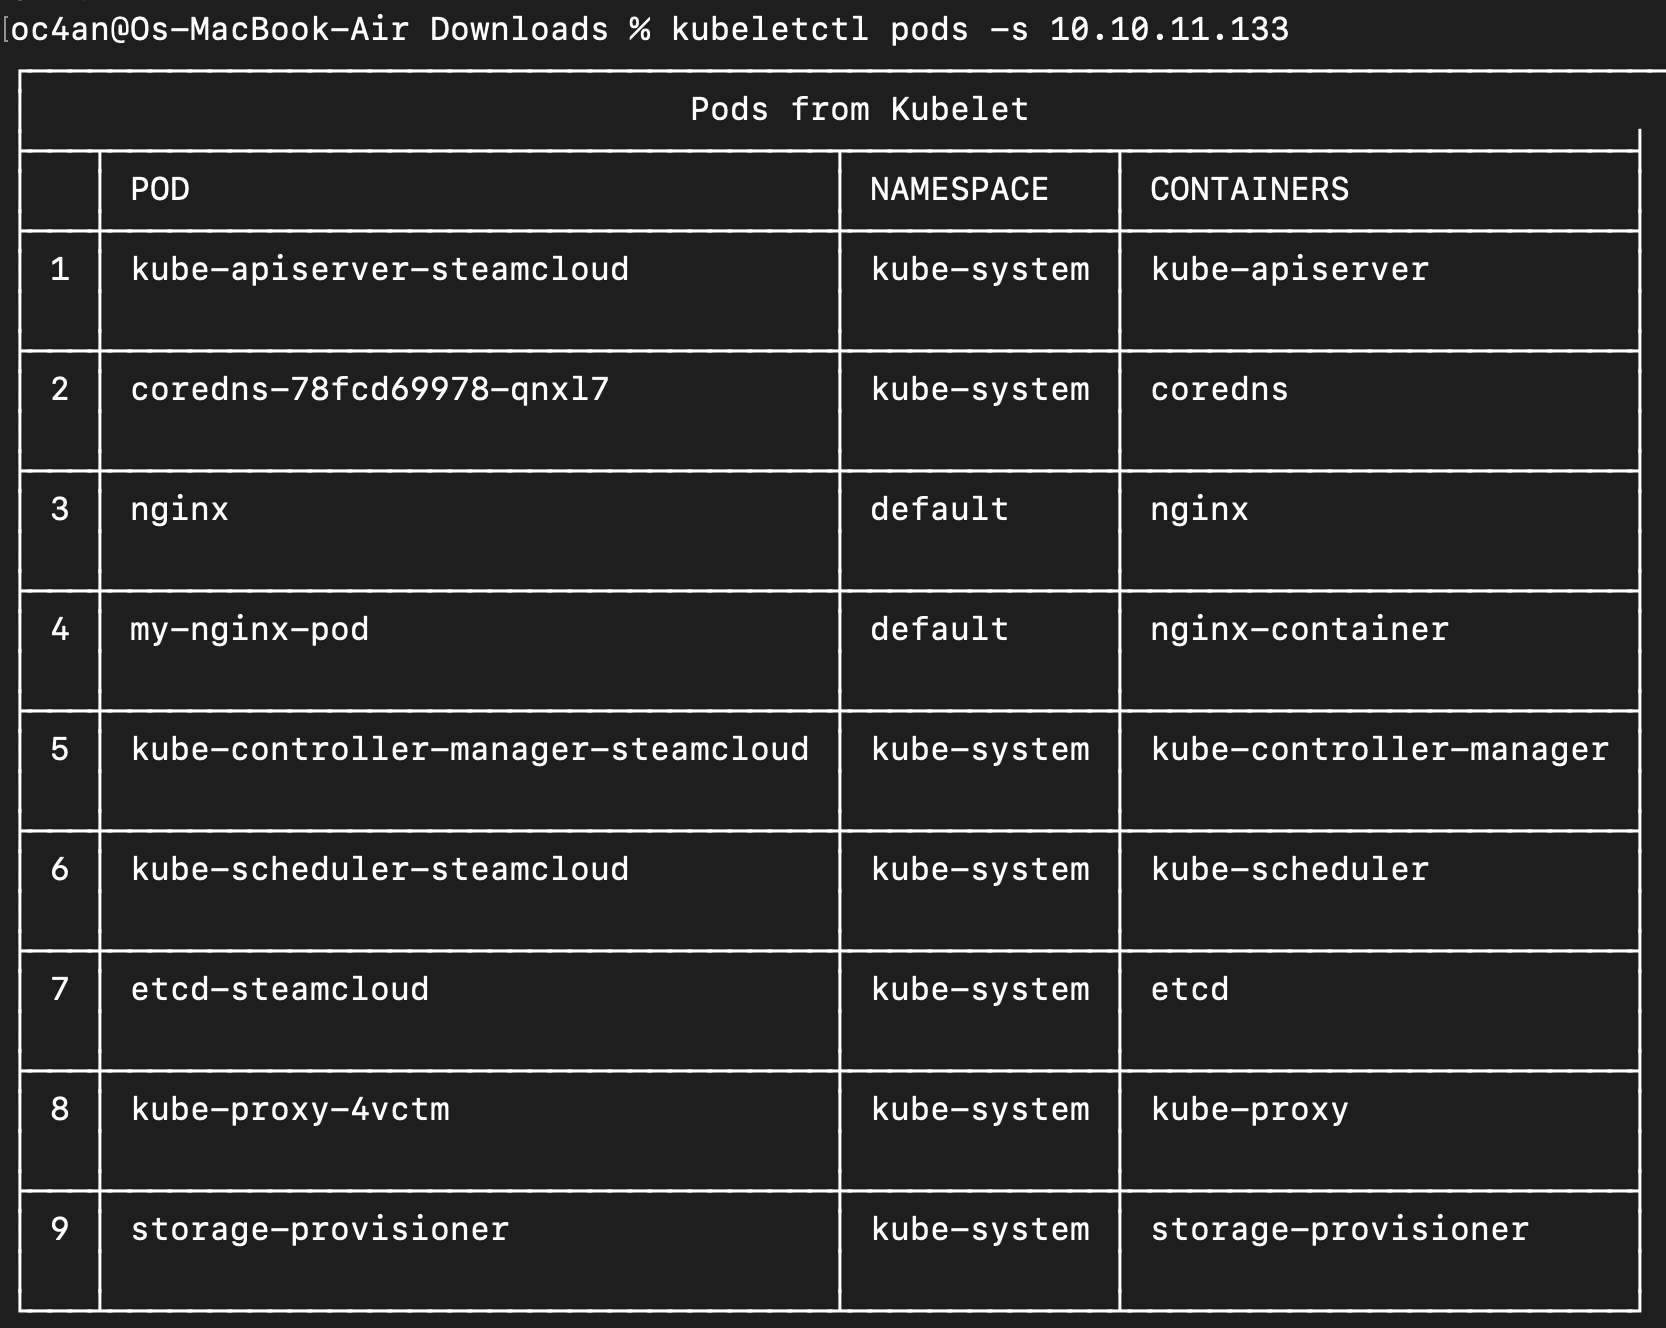 oc4an@Os-MacBook-Air Downloads % kubeletctl pods -s 10.10.11.133
Pods from Kubelet
POD NAMESPACE CONTAINERS
1 kube-apiserver-steamcloud kube-system kube-apiserver
2 coredns-78fcd69978-qnxl7 kube-system coredns
3 nginx default nginx
4 my-nginx-pod default nginx-container
5 kube-controller-manager-steamcloud kube-system kube-controller-manager
6 kube-scheduler-steamcloud kube-system kube-scheduler
7 etcd-steamcloud kube-system etcd
8 kube-proxy-4vctm kube-system kube-proxy
9 storage-provisioner kube-system storage-provisioner